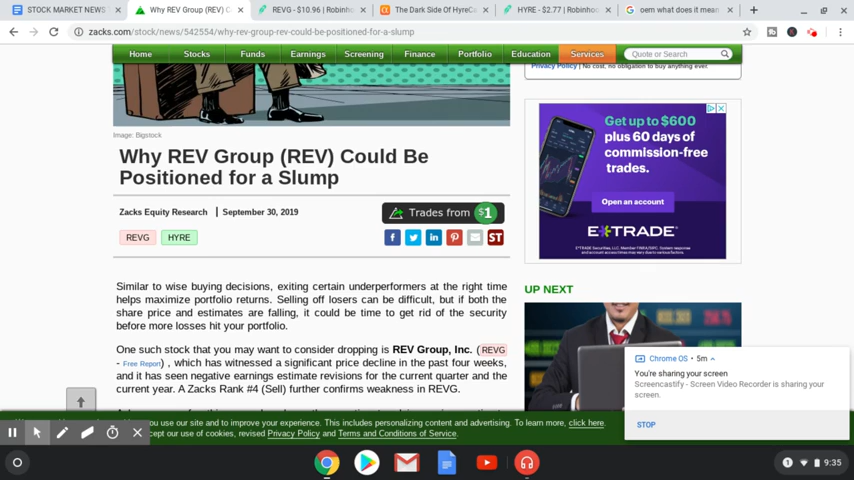 STOCK MARKET NEWS
Why REV Group (REV) C
REVG - $10.96 | Robinho
The Dark Side Of HyreCa
HYRE - $2.77 | Robinhoo
oem what does it mean
zacks.com/stock/news/542554/why-rev-group-rev-could-be-positioned-for-a-slump
Home Stocks Funds Earnings Screening Finance Portfolio Education Services Quote or Search
Privacy Policy | No cost, no obligation to buy anything ever.
Image: Bigstock
Why REV Group (REV) Could Be
Positioned for a Slump
Zacks Equity Research | September 30, 2019
Trades from $1
REVG HYRE
ST
Similar to wise buying decisions, exiting certain underperformers at the right time
helps maximize portfolio returns. Selling off losers can be difficult, but if both the
share price and estimates are falling, it could be time to get rid of the security
before more losses hit your portfolio.
One such stock that you may want to consider dropping is REV Group, Inc. ( REVG
- Free Report) , which has witnessed a significant price decline in the past four weeks,
and it has seen negative earnings estimate revisions for the current quarter and the
current year. A Zacks Rank #4 (Sell) further confirms weakness in REVG.
Get up to $600
plus 60 days of
commission-free
trades.
Open an account
E*TRADE
UP NEXT
Chrome OS • 5m
You're sharing your screen
Screencastify - Screen Video Recorder is sharing your
screen.
STOP
use our site and to improve your experience. This includes personalizing content and advertising. To learn more, click here.
cept our use of cookies, revised Privacy Policy and Terms and Conditions of Service.
1 9:35